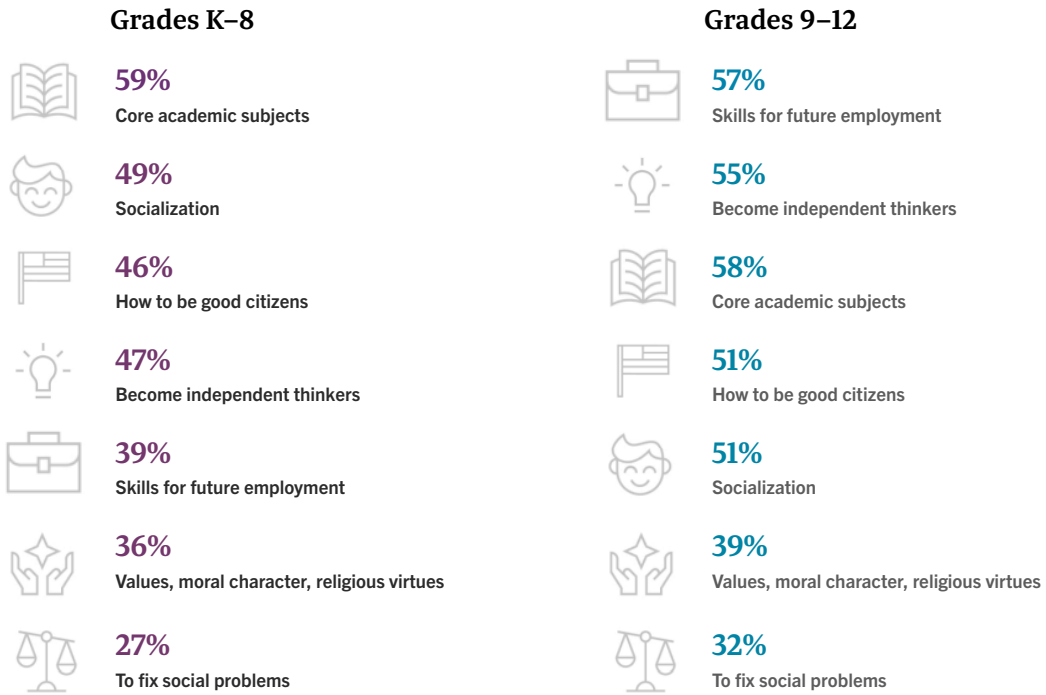 Grades K–8
59%
Core academic subjects
49%
Socialization
46%
How to be good citizens
47%
Become independent thinkers
39%
Skills for future employment
36%
Values, moral character, religious virtues
27%
To fix social problems
Grades 9–12
57%
Skills for future employment
55%
Become independent thinkers
58%
Core academic subjects
51%
How to be good citizens
51%
Socialization
39%
Values, moral character, religious virtues
32%
To fix social problems